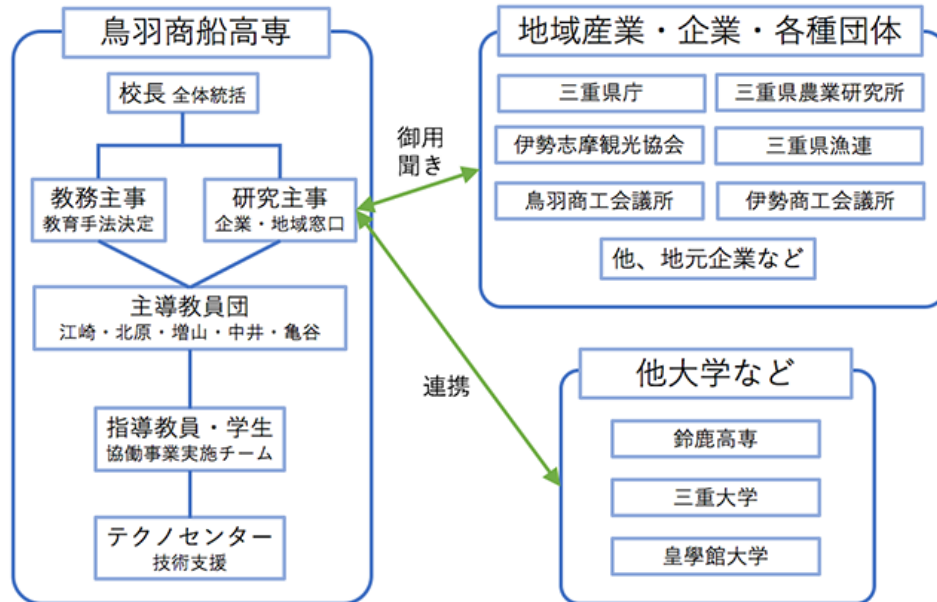 鳥羽商船高専
校長 全体統括
教務主事
教育手法決定
研究主事
企業・地域窓口
主導教員団
江崎・北原・増山・中井・亀谷
指導教員・学生
協働事業実施チーム
テクノセンター
技術支援
御用
聞き
連携
地域産業・企業・各種団体
三重県庁
三重県農業研究所
伊勢志摩観光協会
三重県漁連
鳥羽商工会議所
伊勢商工会議所
他、地元企業など
他大学など
鈴鹿高専
三重大学
皇學館大学